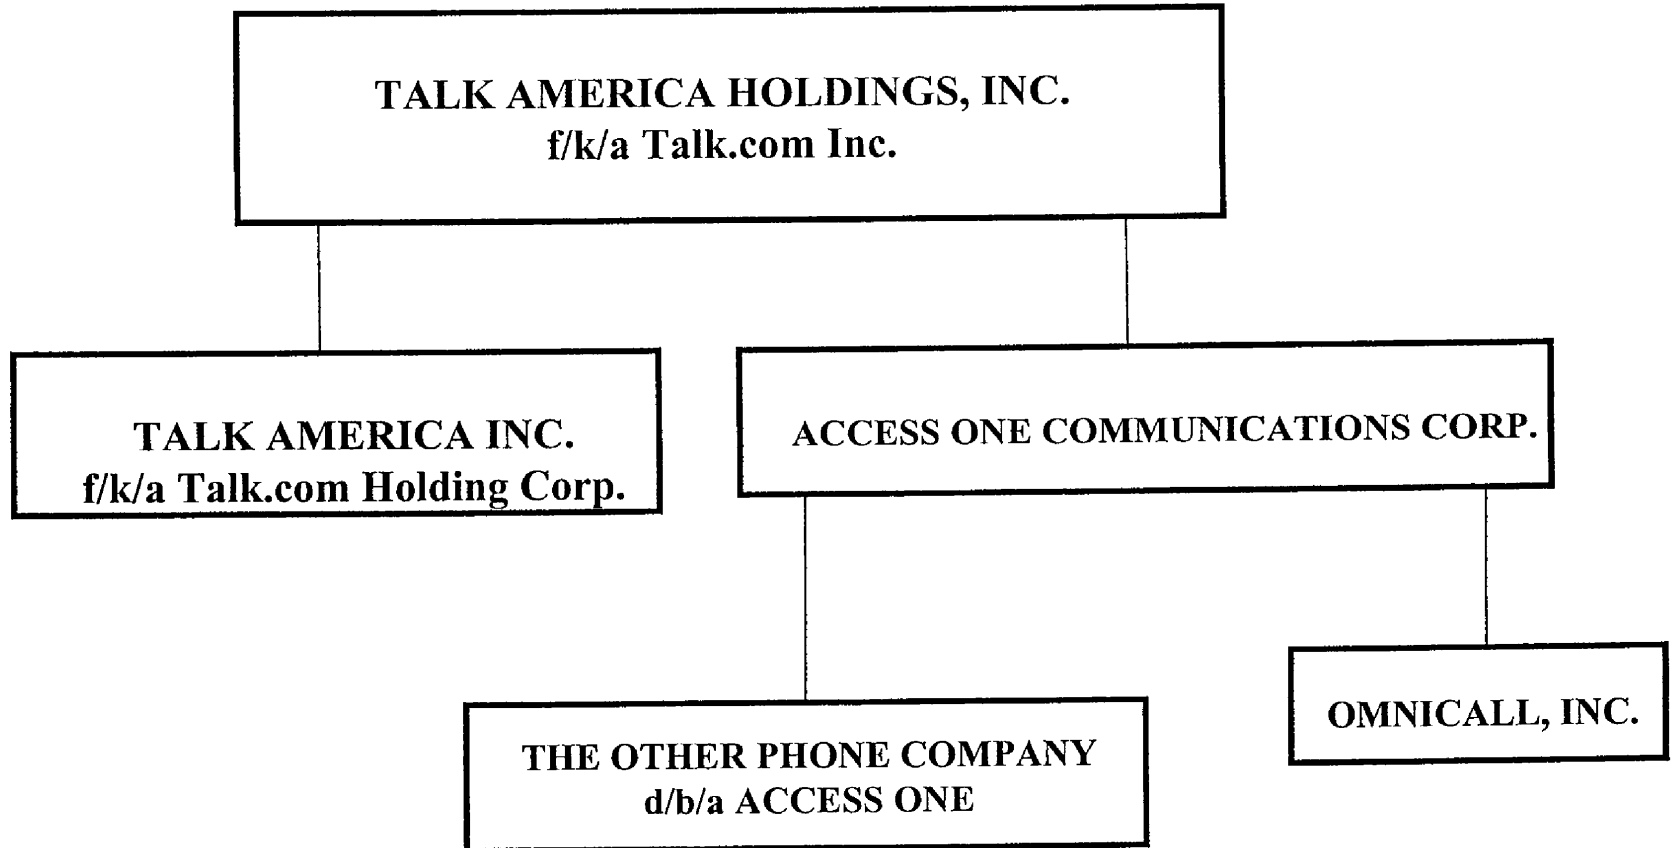 TALK AMERICA HOLDINGS, INC.
f/k/a Talk.com Inc.
TALK AMERICA INC.
f/k/a Talk.com Holding Corp.
ACCESS ONE COMMUNICATIONS CORP.
THE OTHER PHONE COMPANY
d/b/a ACCESS ONE
OMNICALL, INC.